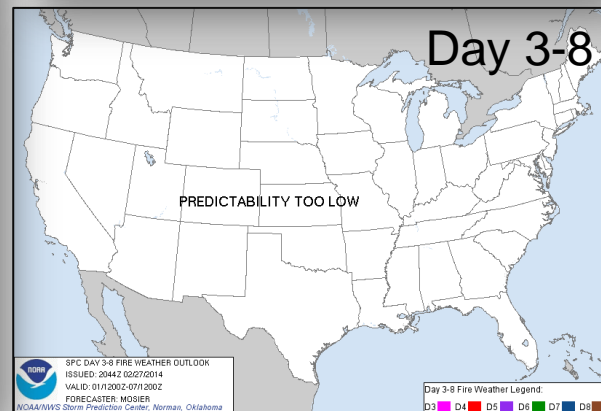 Day 3-8
PREDICTABILITY TOO LOW
NOAA
SPC DAY 3-8 FIRE WEATHER OUTLOOK
ISSUED: 2044Z 02/27/2014
VALID: 01/1200Z-07/1200Z
FORECASTER: MOSIER
NOAA/NWS Storm Prediction Center, Norman, Oklahoma
Day 3-8 Fire Weather Legend:
D3 D4 D5 D6 D7 D8